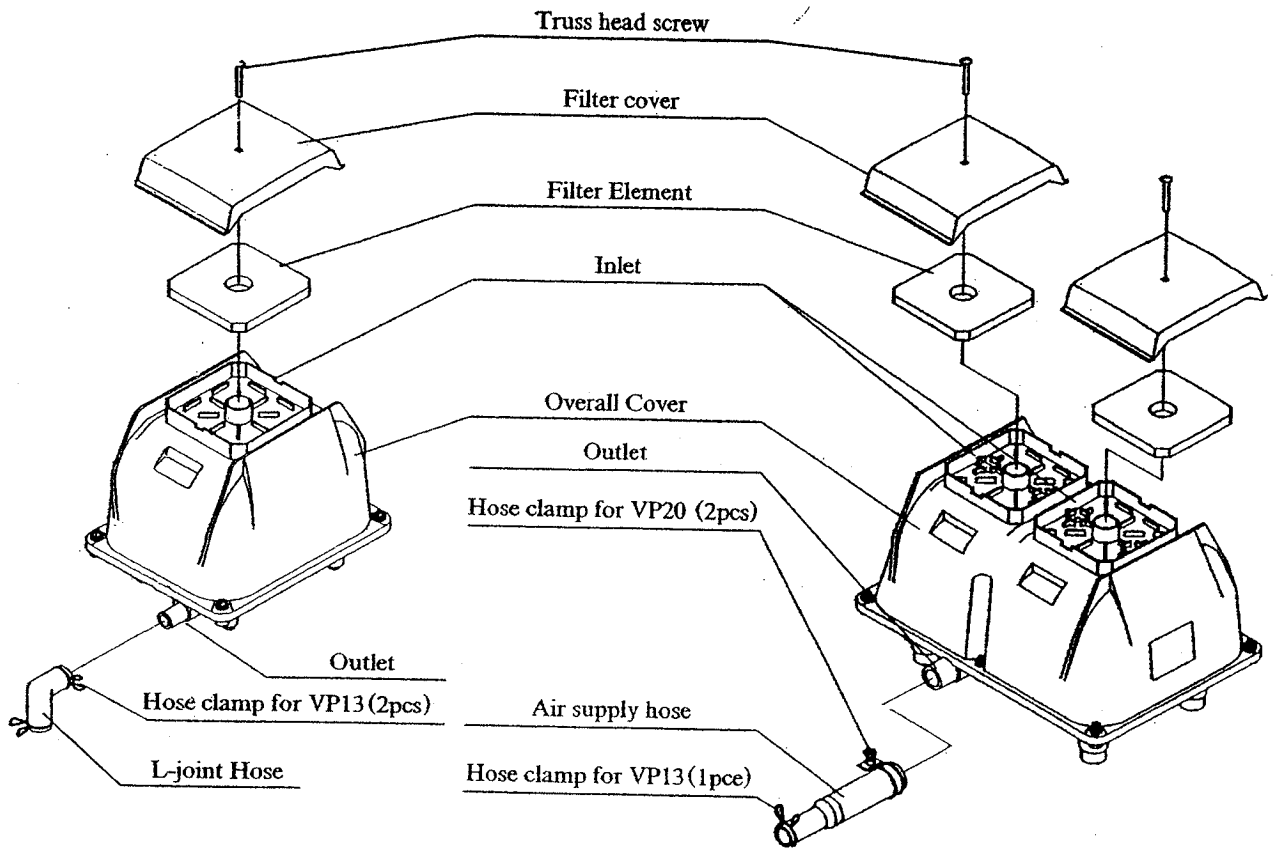 Truss head screw
Filter cover
Filter Element
Inlet
Overall Cover
Outlet
Hose clamp for VP20 (2pcs)
Outlet
Hose clamp for VP13(2pcs)
Air supply hose
L-joint Hose
Hose clamp for VP13(1pce)